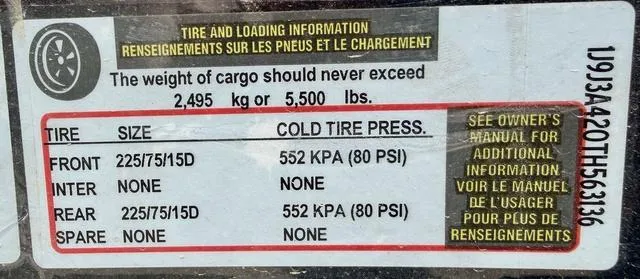 TIRE AND LOADING INFORMATION
RENSEIGNEMENTS SUR LES PNEUS ET LE CHARGEMENT
The weight of cargo should never exceed
2,495 kg or 5,500 lbs.
TIRE SIZE COLD TIRE PRESS.
FRONT 225/75/15D 552 KPA (80 PSI)
INTER NONE NONE
REAR 225/75/15D 552 KPA (80 PSI)
SPARE NONE NONE
SEE OWNER'S
MANUAL FOR
ADDITIONAL
INFORMATION
VOIR LE MANUEL
DE L'USAGER
POUR PLUS DE
RENSEIGNEMENTS
1J9J3A420TH563136